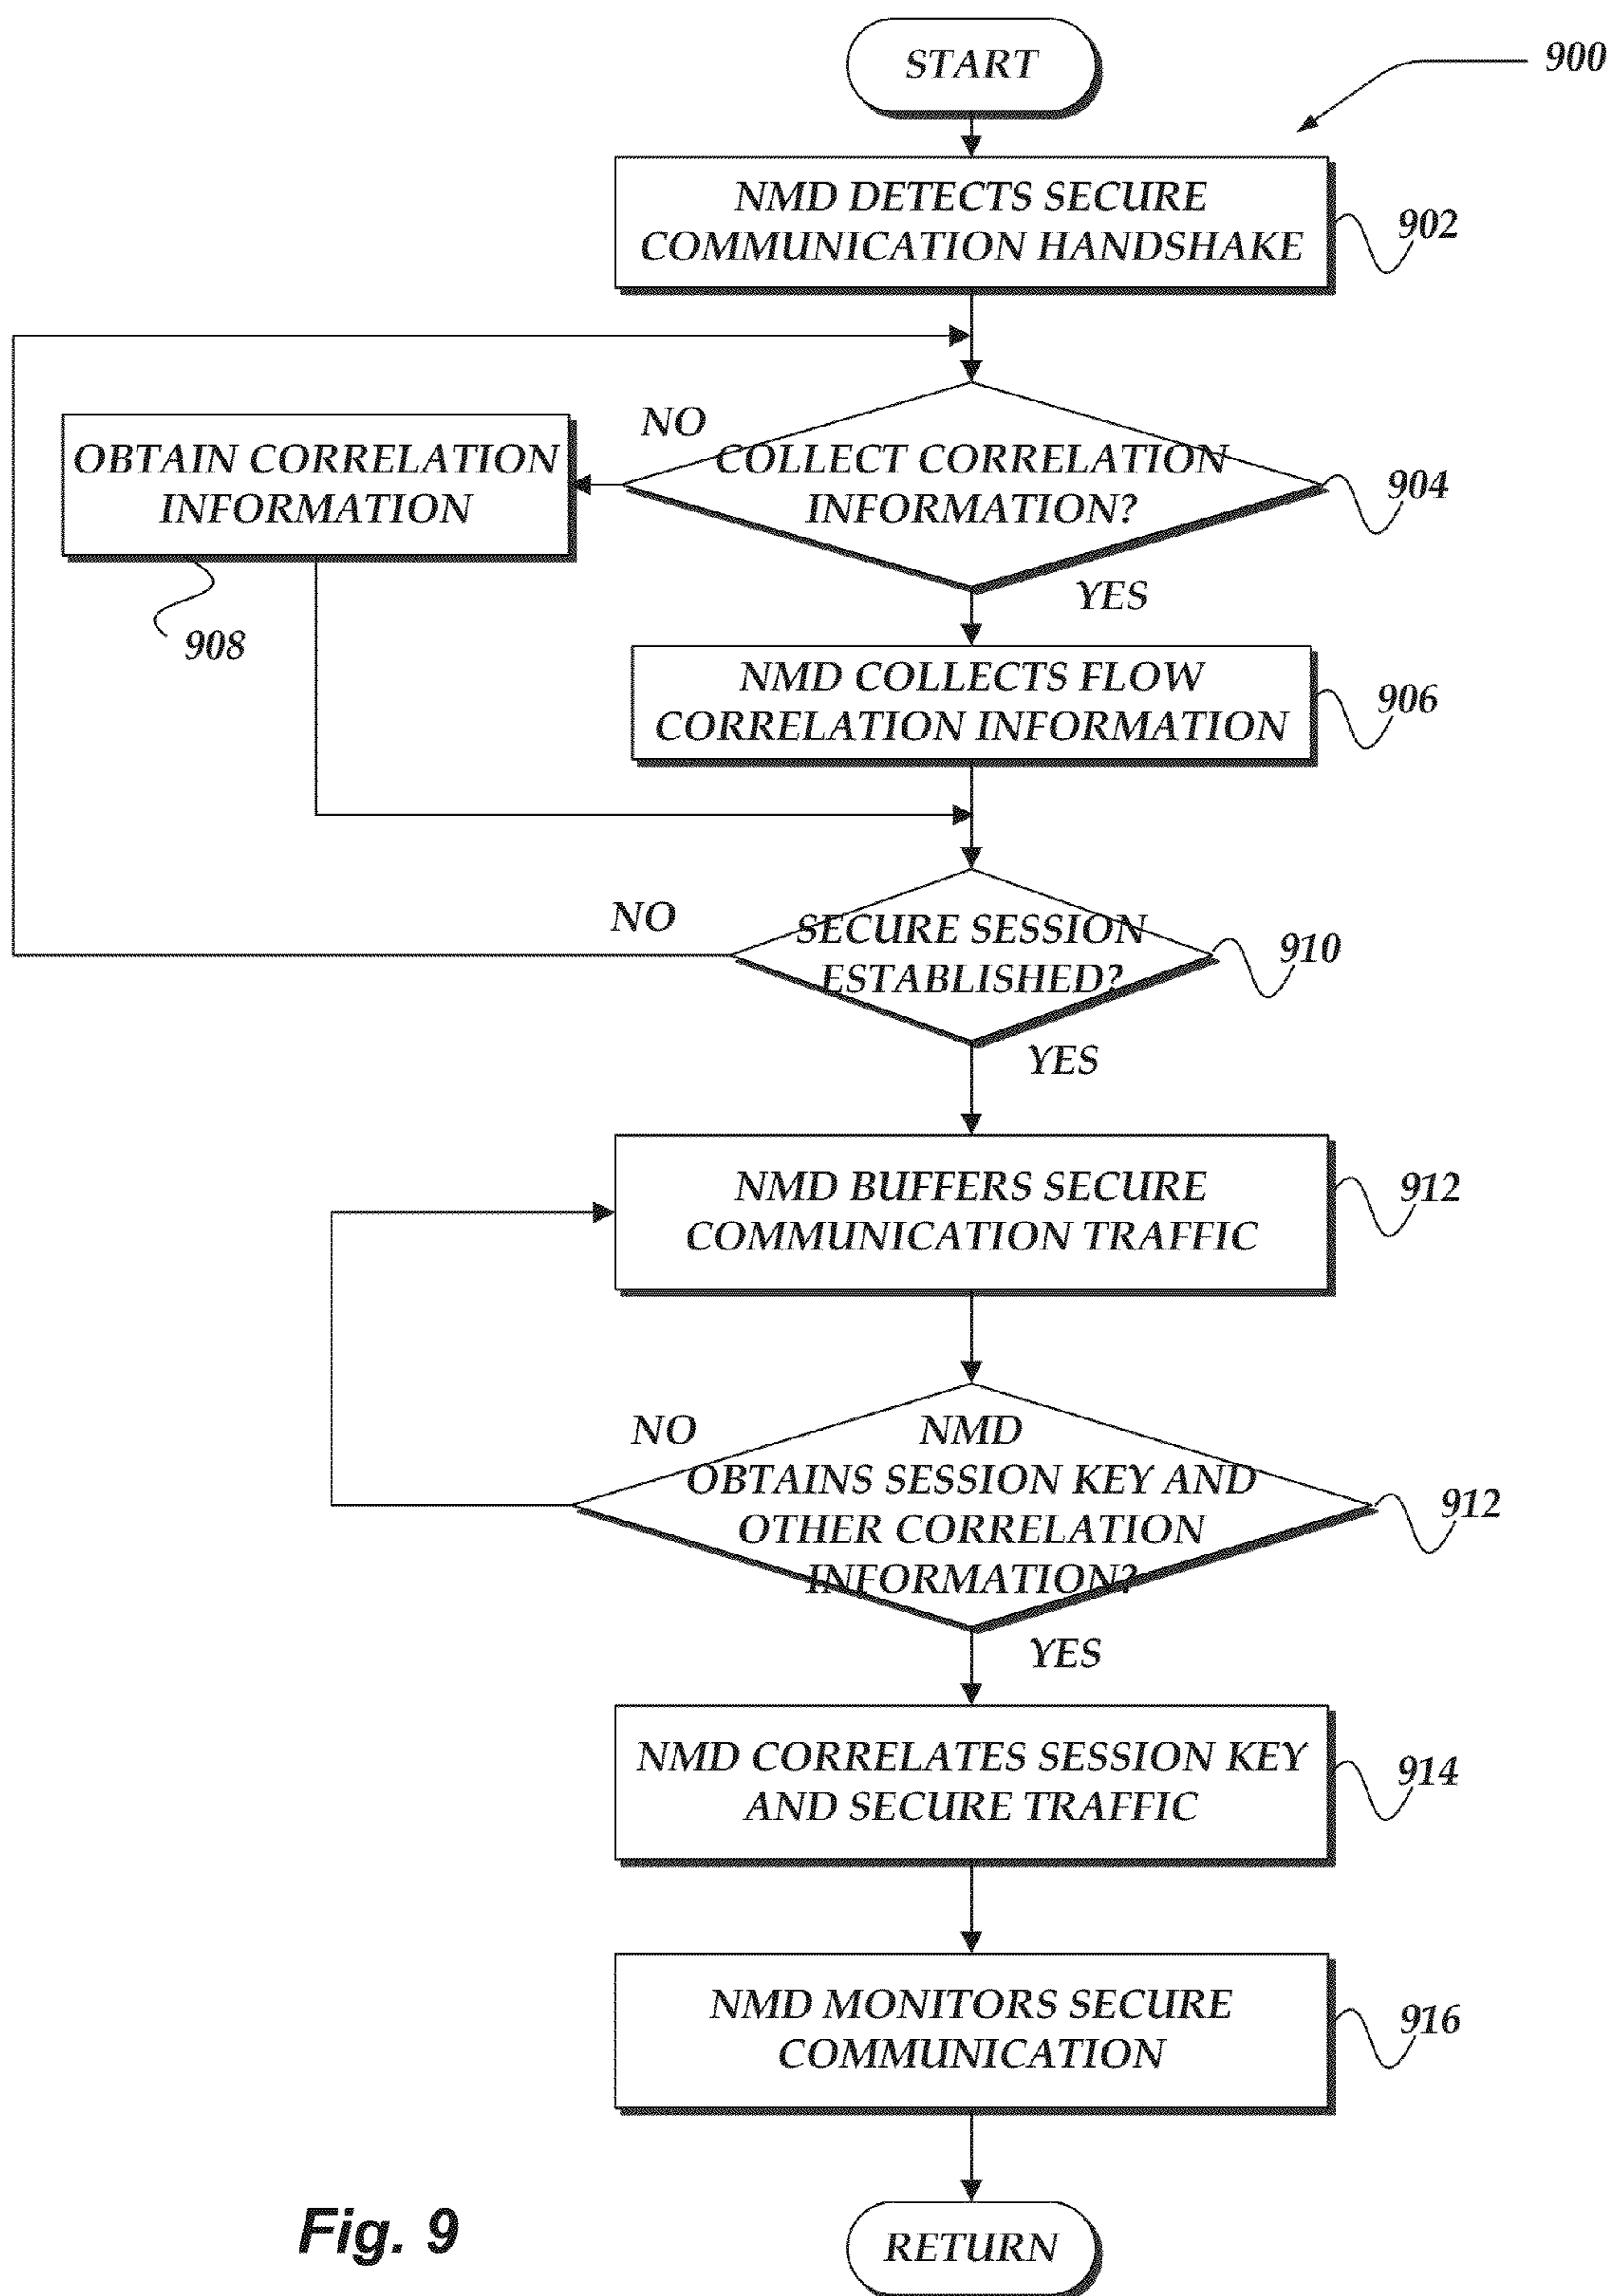 START
900
NMD DETECTS SECURE
COMMUNICATION HANDSHAKE
902
NO
COLLECT CORRELATION
INFORMATION?
904
OBTAIN CORRELATION
INFORMATION
908
YES
NMD COLLECTS FLOW
CORRELATION INFORMATION
906
NO
SECURE SESSION
ESTABLISHED?
910
YES
NMD BUFFERS SECURE
COMMUNICATION TRAFFIC
912
NO
NMD
OBTAINS SESSION KEY AND
OTHER CORRELATION
INFORMATION?
912
YES
NMD CORRELATES SESSION KEY
AND SECURE TRAFFIC
914
NMD MONITORS SECURE
COMMUNICATION
916
RETURN
Fig. 9